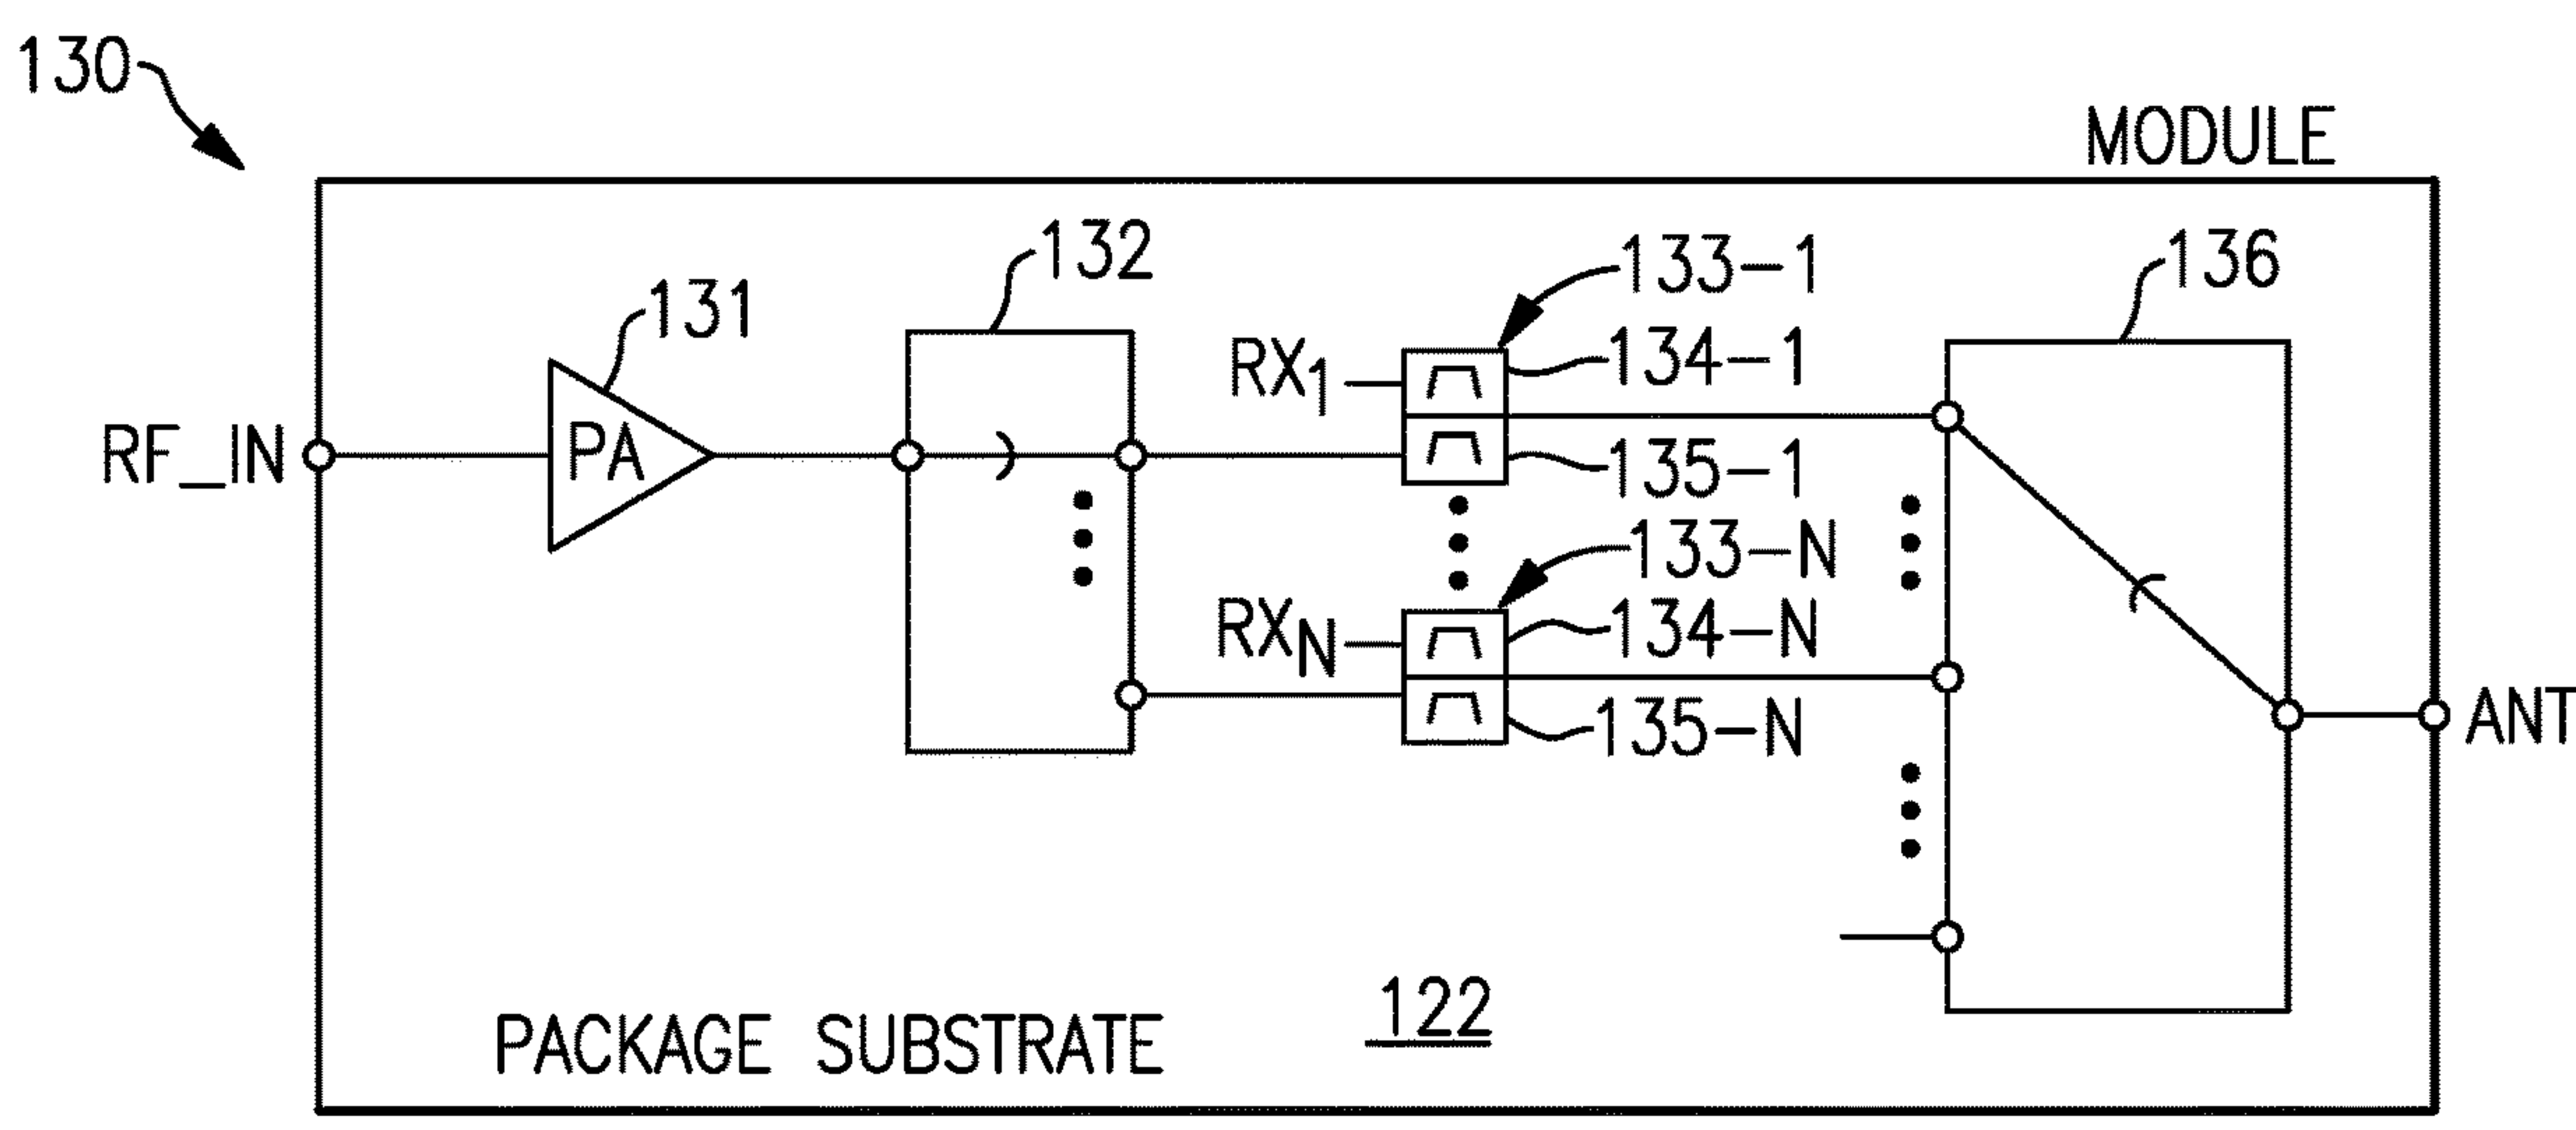 130
MODULE
132
133-1
136
131
134-1
RX1
RF_IN
PA
135-1
133-N
134-N
RXN
135-N
ANT
122
PACKAGE SUBSTRATE